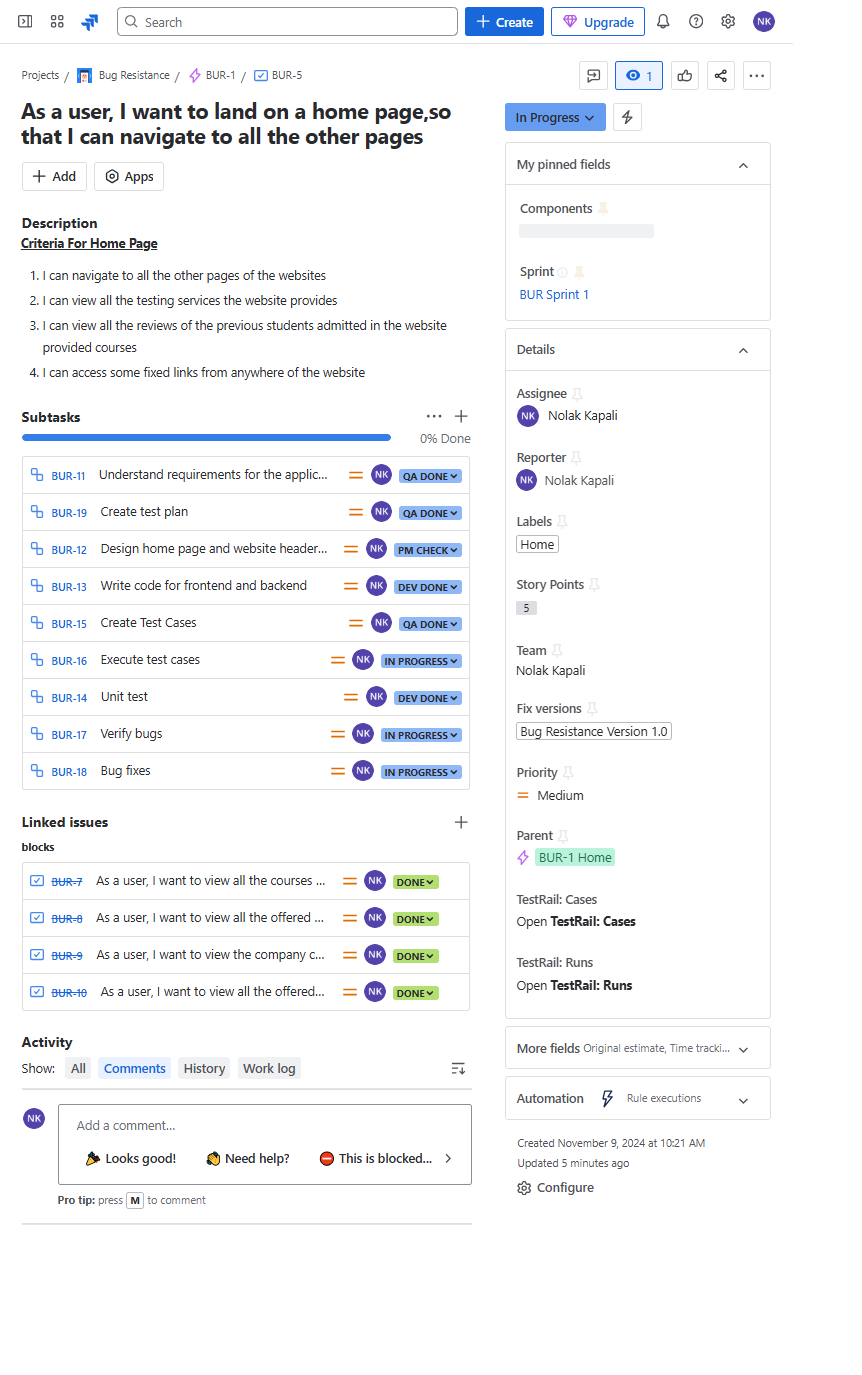 Search
Create
Upgrade
NK
Projects / Bug Resistance / BUR-1 / BUR-5
1
As a user, I want to land on a home page,so
that I can navigate to all the other pages
Add
Apps
Description
Criteria For Home Page
1. I can navigate to all the other pages of the websites
2. I can view all the testing services the website provides
3. I can view all the reviews of the previous students admitted in the website
provided courses
4. I can access some fixed links from anywhere of the website
Subtasks
0% Done
BUR-11 Understand requirements for the applic... NK QA DONE
BUR-19 Create test plan NK QA DONE
BUR-12 Design home page and website header... NK PM CHECK
BUR-13 Write code for frontend and backend NK DEV DONE
BUR-15 Create Test Cases NK QA DONE
BUR-16 Execute test cases NK IN PROGRESS
BUR-14 Unit test NK DEV DONE
BUR-17 Verify bugs NK IN PROGRESS
BUR-18 Bug fixes NK IN PROGRESS
Linked issues
blocks
BUR-7 As a user, I want to view all the courses ... NK DONE
BUR-8 As a user, I want to view all the offered ... NK DONE
BUR-9 As a user, I want to view the company c... NK DONE
BUR-10 As a user, I want to view all the offered... NK DONE
Activity
Show: All Comments History Work log
NK
Add a comment...
Looks good! Need help? This is blocked...
Pro tip: press M to comment
In Progress
My pinned fields
Components
Sprint
BUR Sprint 1
Details
Assignee
NK Nolak Kapali
Reporter
NK Nolak Kapali
Labels
Home
Story Points
5
Team
Nolak Kapali
Fix versions
Bug Resistance Version 1.0
Priority
Medium
Parent
BUR-1 Home
TestRail: Cases
Open TestRail: Cases
TestRail: Runs
Open TestRail: Runs
More fields Original estimate, Time tracki...
Automation Rule executions
Created November 9, 2024 at 10:21 AM
Updated 5 minutes ago
Configure